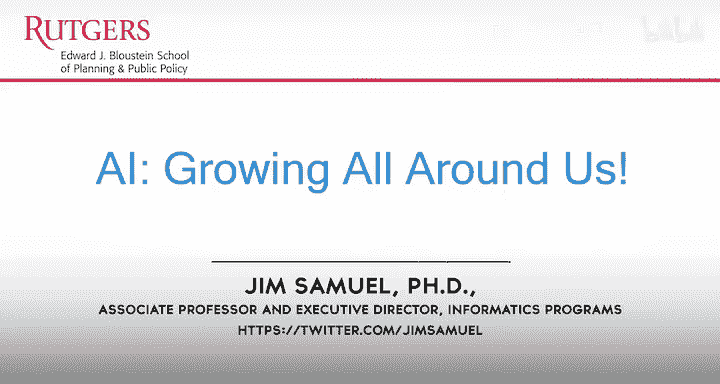 RUTGERS
Edward J. Bloustein School
of Planning & Public Policy
AI: Growing All Around Us!
JIM SAMUEL, PH.D.,
ASSOCIATE PROFESSOR AND EXECUTIVE DIRECTOR, INFORMATICS PROGRAMS
HTTPS://TWITTER.COM/JIMSAMUEL